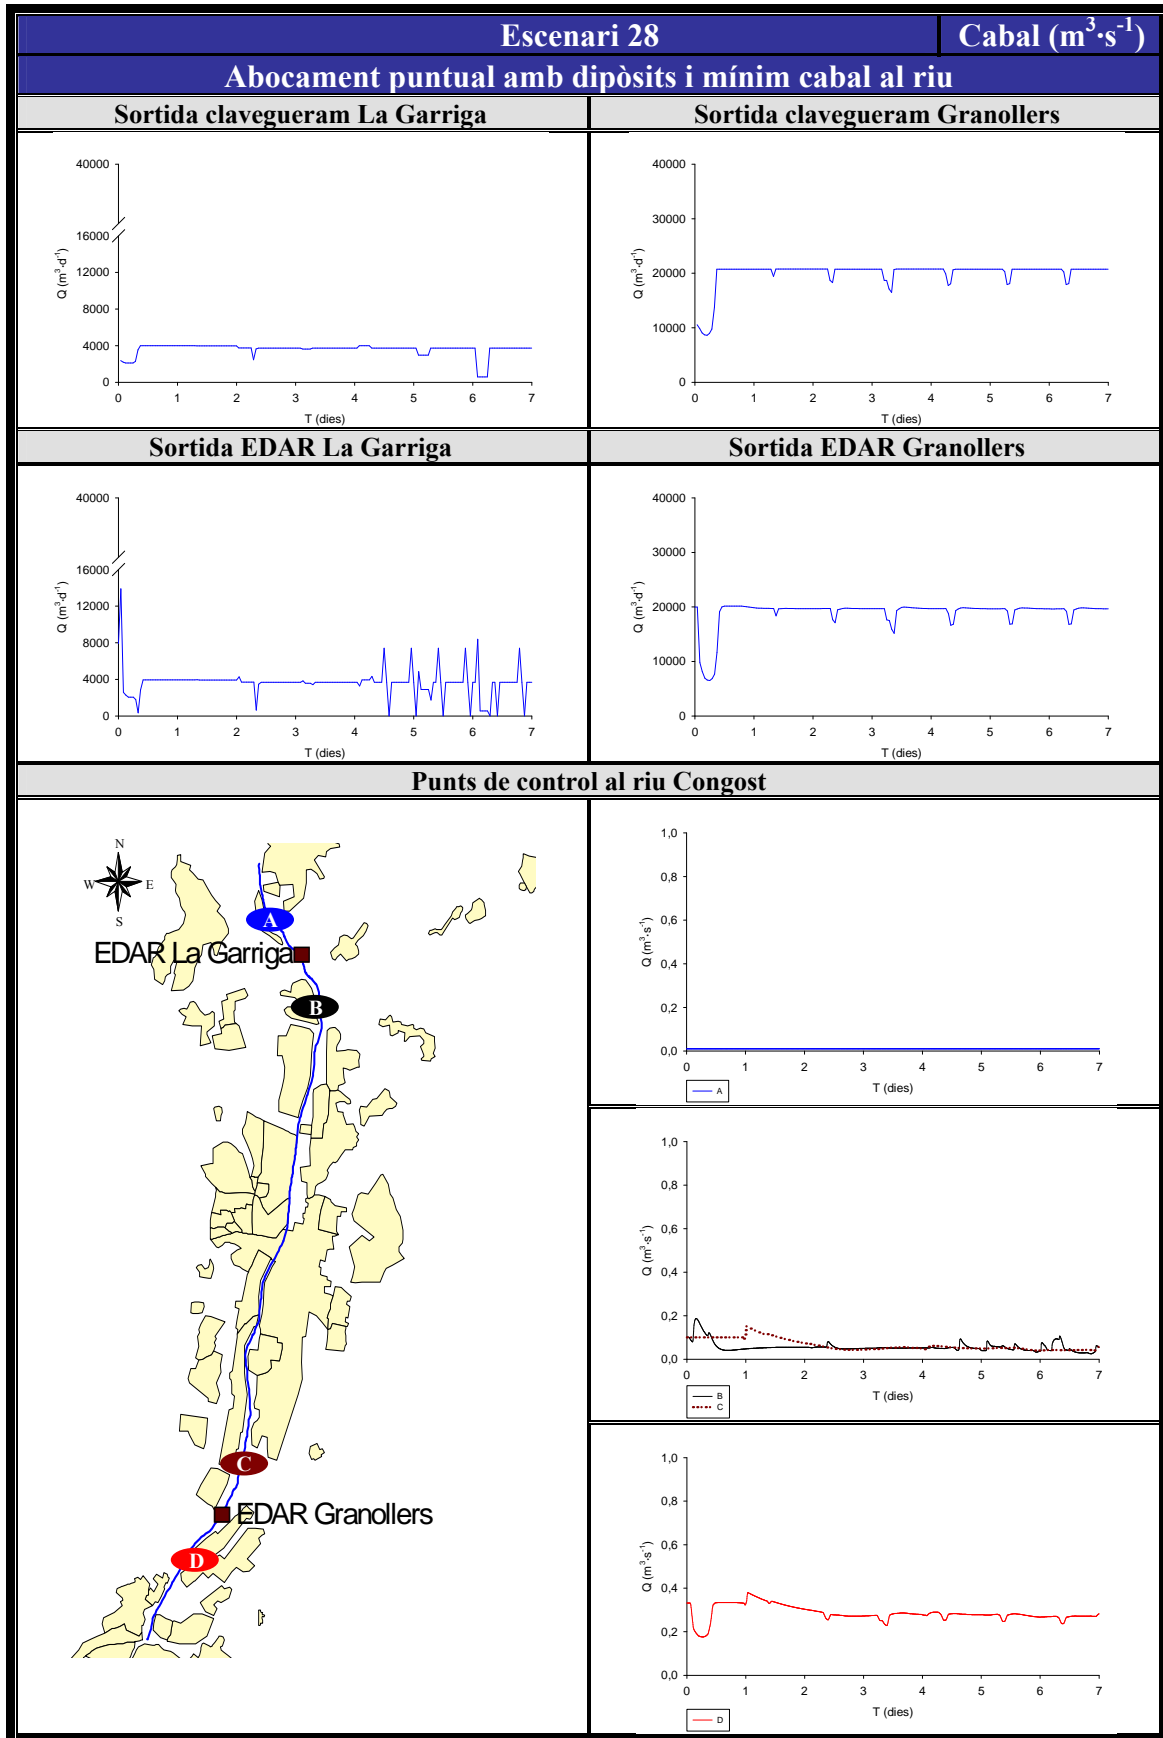 Escenari 28
Cabal (m³·s⁻¹)
Abocament puntual amb dipòsits i mínim cabal al riu
Sortida clavegueram La Garriga
Sortida clavegueram Granollers
40000
16000
12000
8000
4000
0
Q (m³·d⁻¹)
0 1 2 3 4 5 6 7
T (dies)
40000
30000
20000
10000
0
Q (m³·d⁻¹)
0 1 2 3 4 5 6 7
T (dies)
Sortida EDAR La Garriga
Sortida EDAR Granollers
40000
16000
12000
8000
4000
0
Q (m³·d⁻¹)
0 1 2 3 4 5 6 7
T (dies)
40000
30000
20000
10000
0
Q (m³·d⁻¹)
0 1 2 3 4 5 6 7
T (dies)
Punts de control al riu Congost
N
W E
S
A
EDAR La Garriga
B
C
EDAR Granollers
D
1,0
0,8
0,6
0,4
0,2
0,0
Q (m³·s⁻¹)
0 1 2 3 4 5 6 7
T (dies)
A
1,0
0,8
0,6
0,4
0,2
0,0
Q (m³·s⁻¹)
0 1 2 3 4 5 6 7
T (dies)
B
C
1,0
0,8
0,6
0,4
0,2
0,0
Q (m³·s⁻¹)
0 1 2 3 4 5 6 7
T (dies)
D